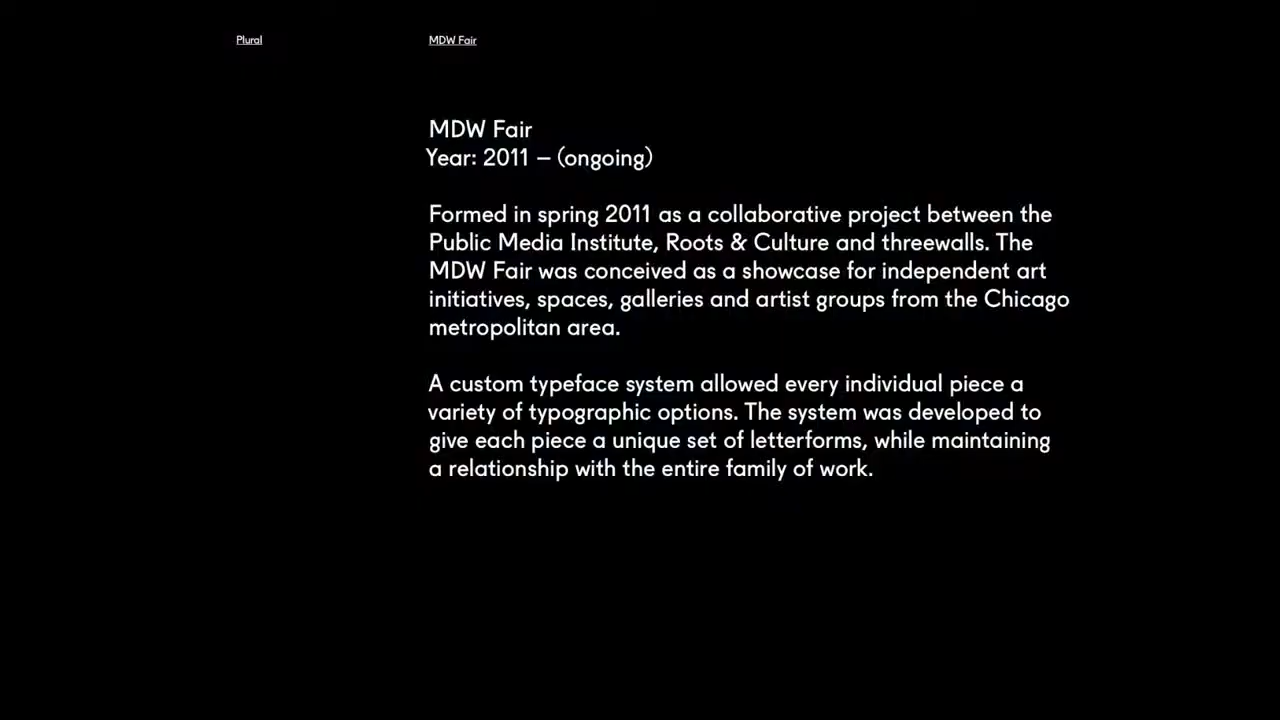 Plural
MDW Fair
MDW Fair
Year: 2011 – (ongoing)
Formed in spring 2011 as a collaborative project between the
Public Media Institute, Roots & Culture and threewalls. The
MDW Fair was conceived as a showcase for independent art
initiatives, spaces, galleries and artist groups from the Chicago
metropolitan area.
A custom typeface system allowed every individual piece a
variety of typographic options. The system was developed to
give each piece a unique set of letterforms, while maintaining
a relationship with the entire family of work.